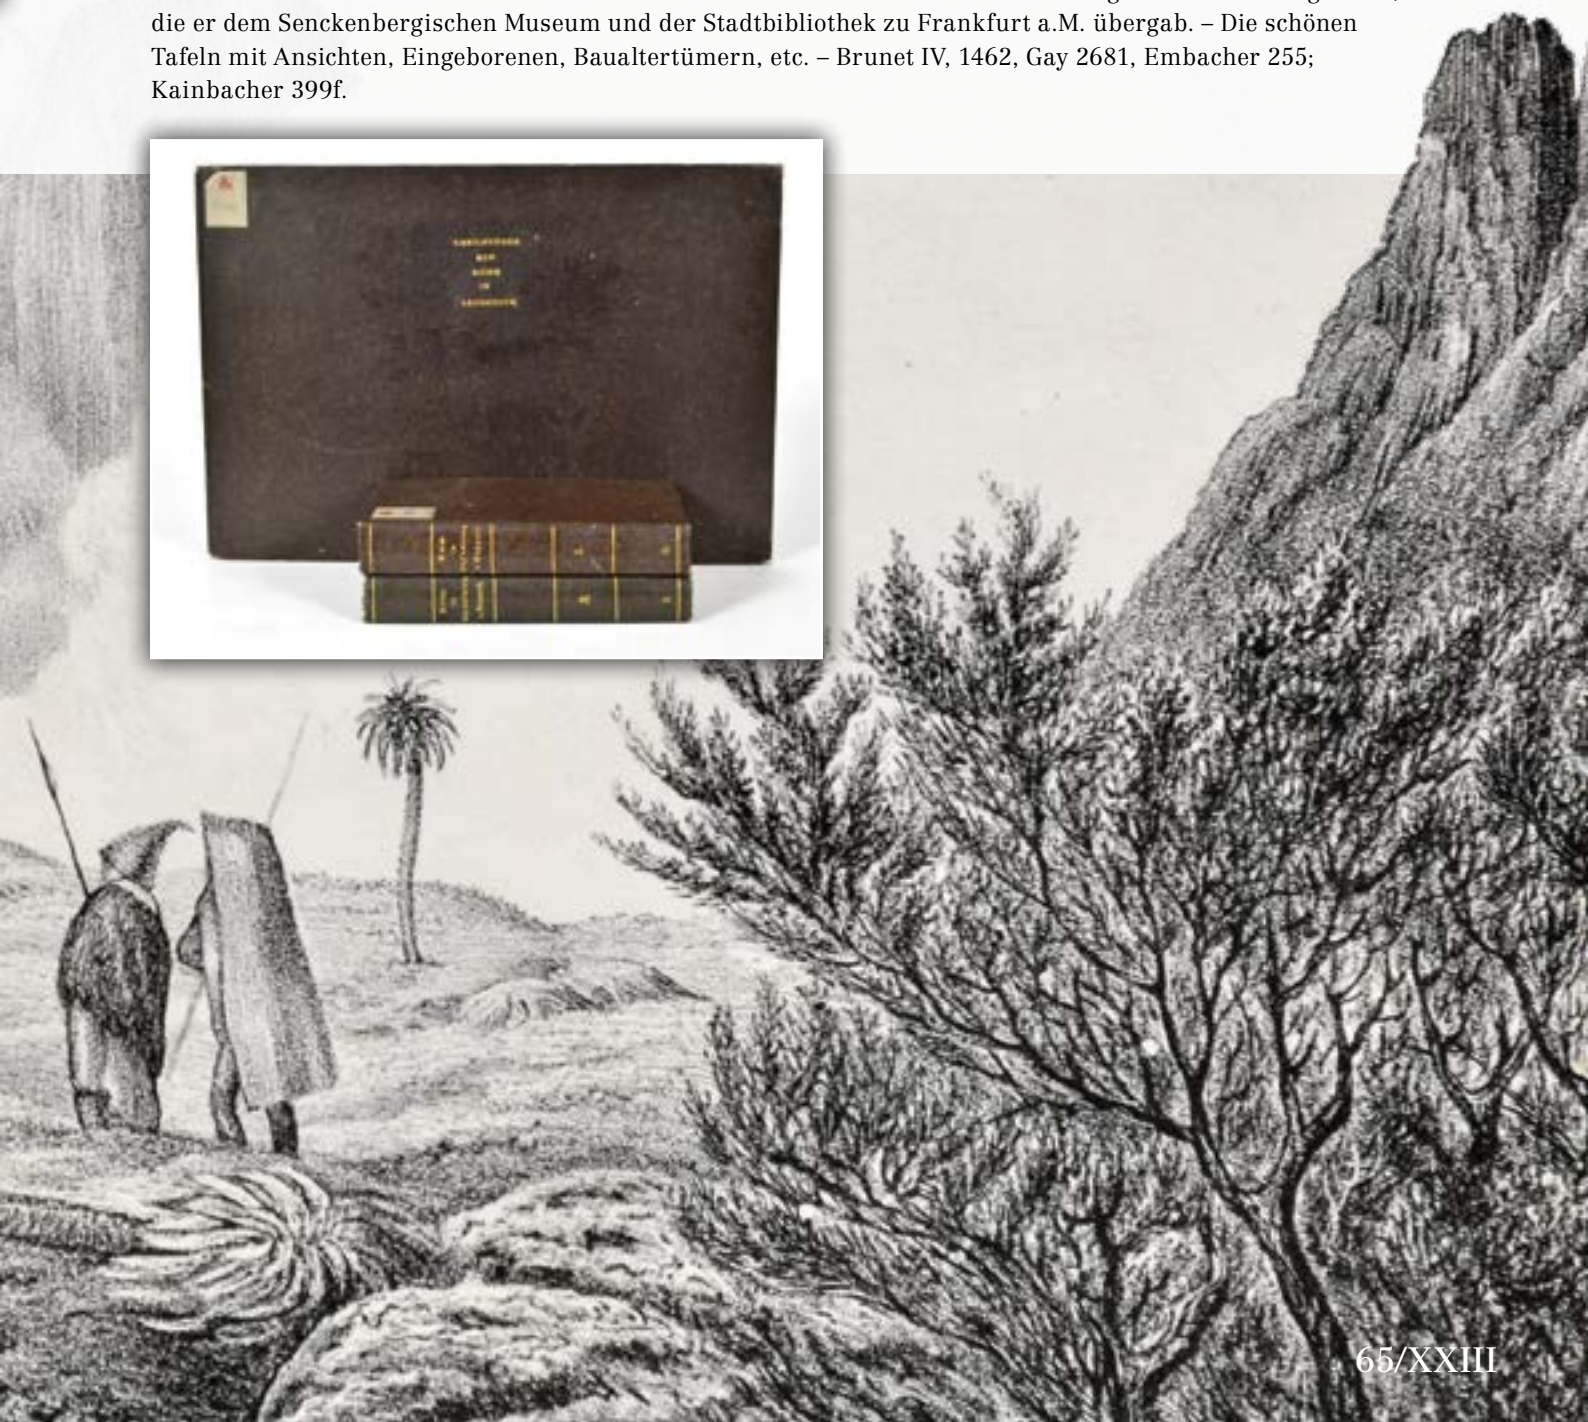 die er dem Senckenbergischen Museum und der Stadtbibliothek zu Frankfurt a.M. übergab. – Die schönen
Tafeln mit Ansichten, Eingeborenen, Baualtertümern, etc. – Brunet IV, 1462, Gay 2681, Embacher 255;
Kainbacher 399f.
65/XXIII